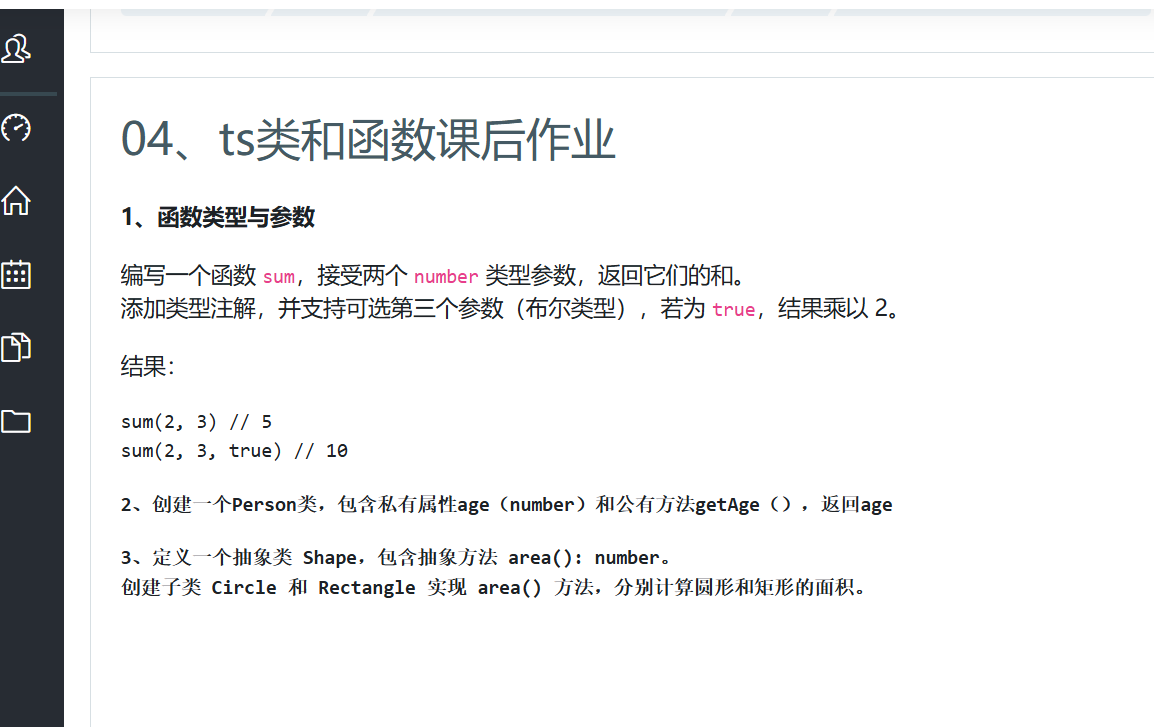 04、ts类和函数课后作业
1、函数类型与参数
编写一个函数 sum，接受两个 number 类型参数，返回它们的和。
添加类型注解，并支持可选第三个参数（布尔类型），若为 true，结果乘以 2。
结果：
sum(2, 3) // 5
sum(2, 3, true) // 10
2、创建一个Person类，包含私有属性age（number）和公有方法getAge（），返回age
3、定义一个抽象类 Shape，包含抽象方法 area(): number。
创建子类 Circle 和 Rectangle 实现 area() 方法，分别计算圆形和矩形的面积。